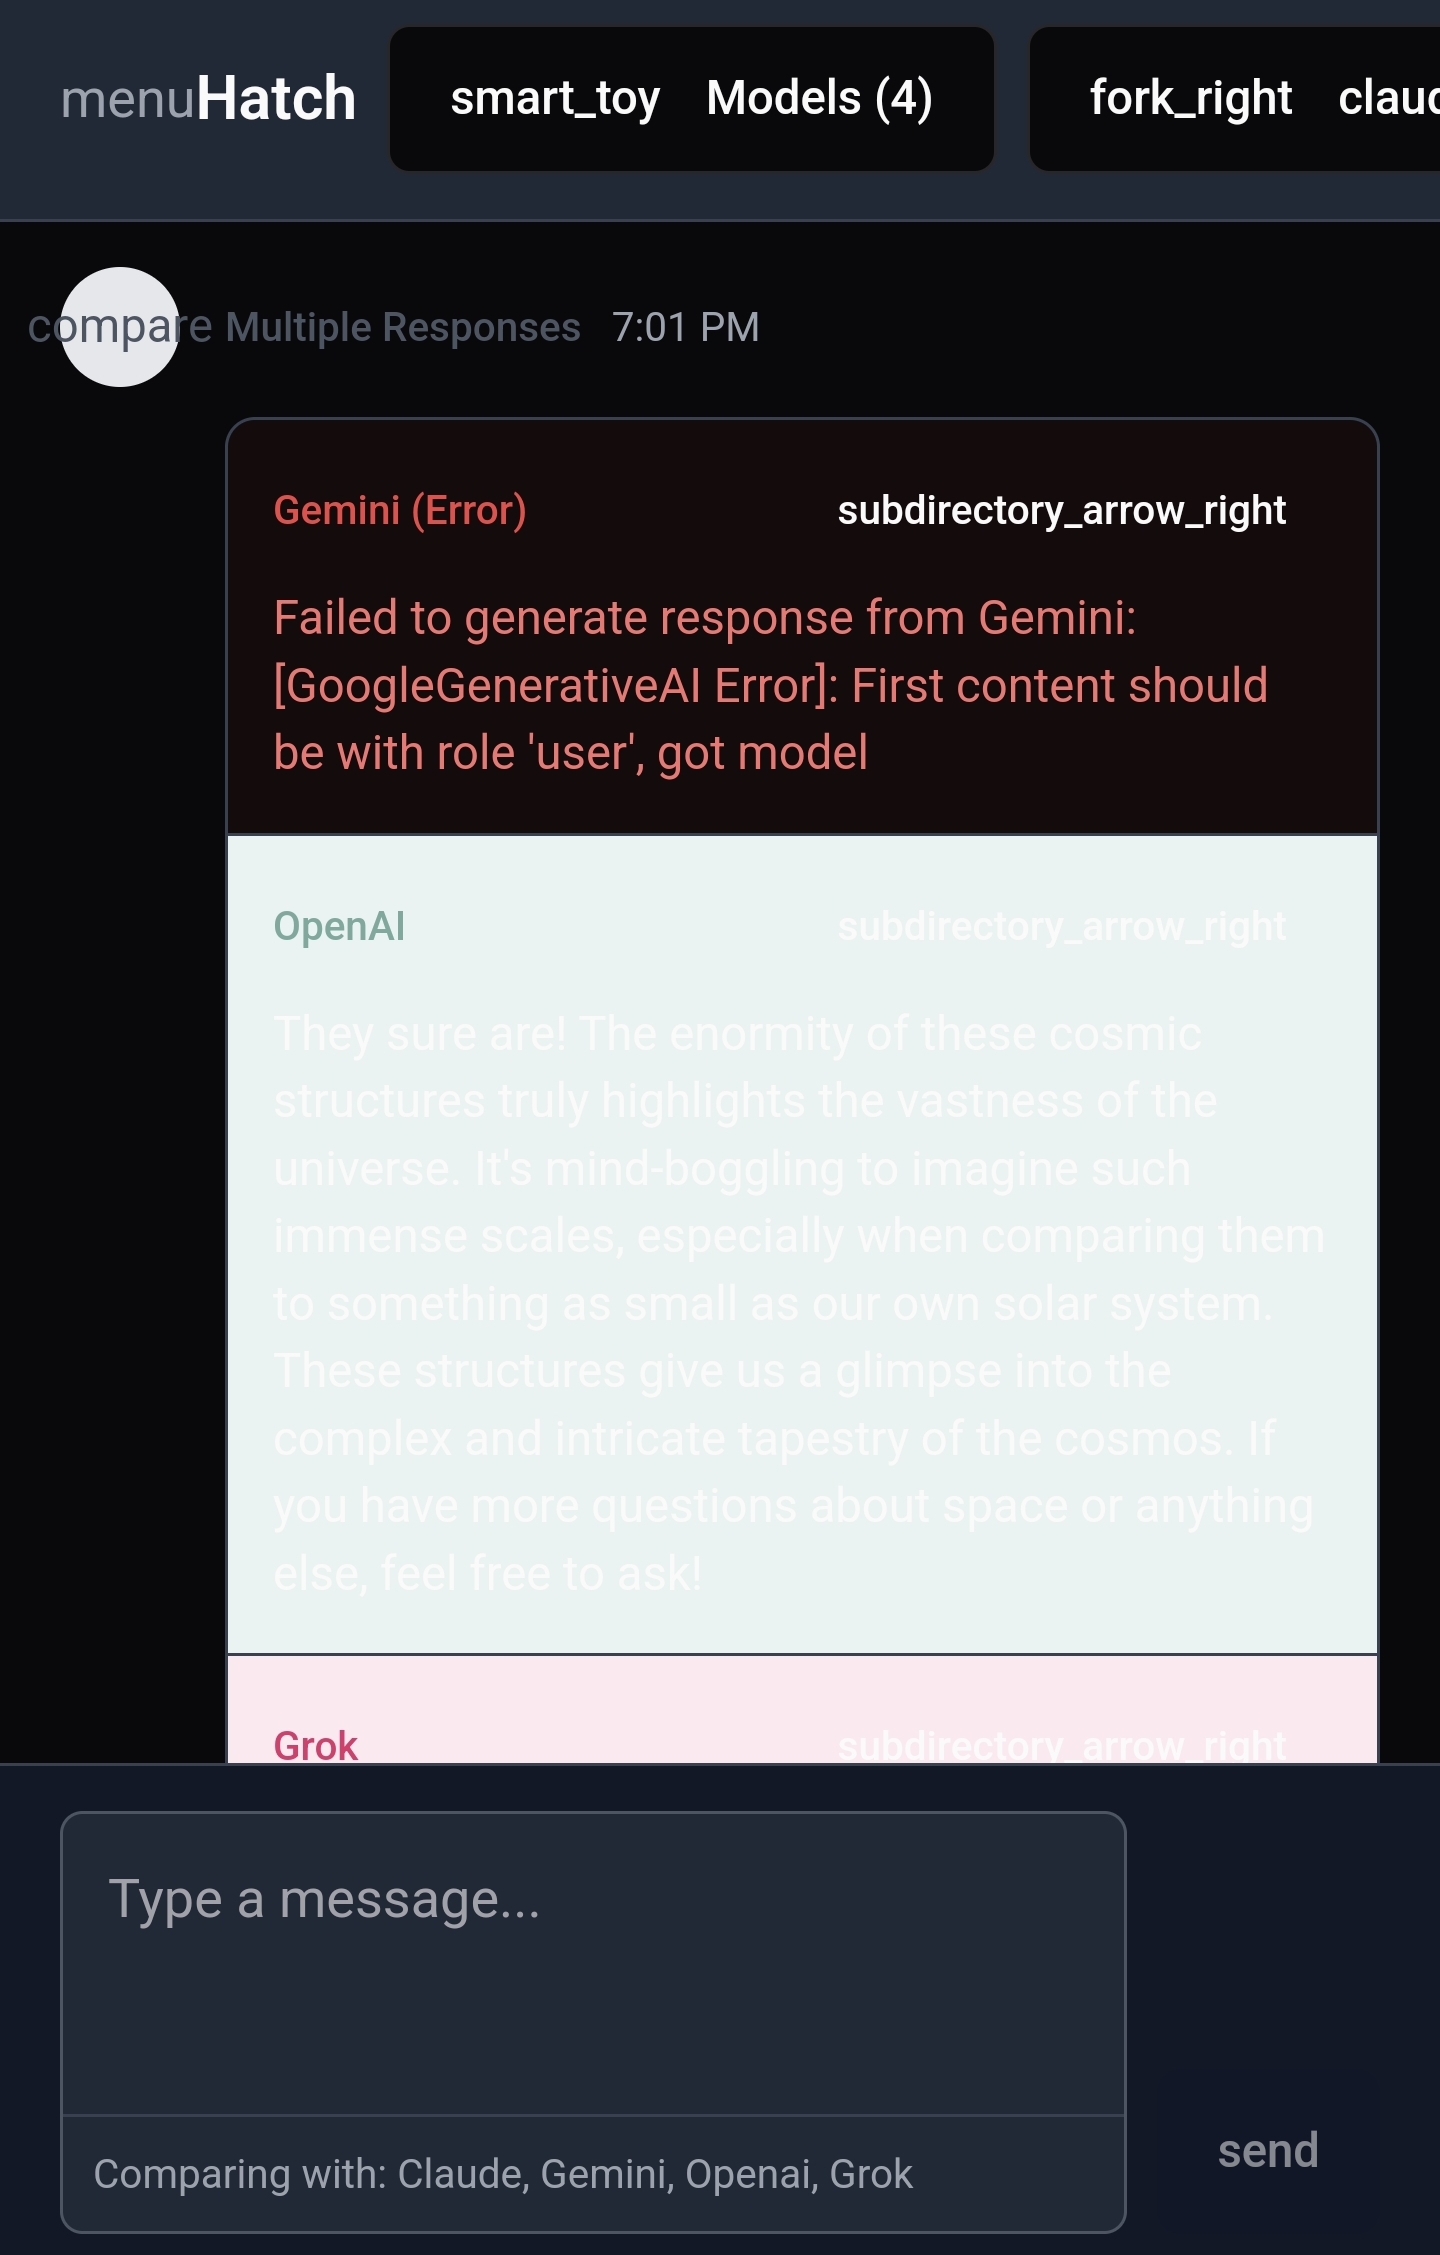 menuHatch smart_toy Models (4) fork_right clauc
compare Multiple Responses 7:01 PM
Gemini (Error) subdirectory_arrow_right
Failed to generate response from Gemini:
[GoogleGenerativeAI Error]: First content should
be with role 'user', got model
OpenAI subdirectory_arrow_right
They sure are! The enormity of these cosmic
structures truly highlights the vastness of the
universe. It's mind-boggling to imagine such
immense scales, especially when comparing them
to something as small as our own solar system.
These structures give us a glimpse into the
complex and intricate tapestry of the cosmos. If
you have more questions about space or anything
else, feel free to ask!
Grok subdirectory_arrow_right
Type a message...
Comparing with: Claude, Gemini, Openai, Grok
send